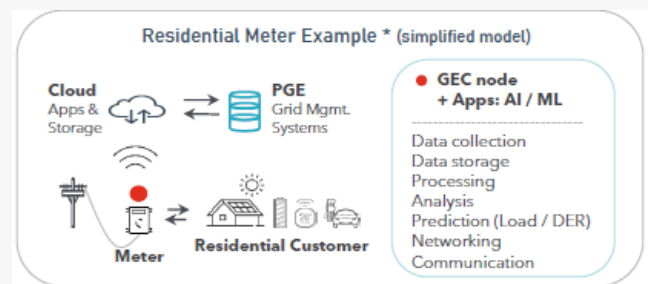 Residential Meter Example * (simplified model)
Cloud
Apps &
Storage
PGE
Grid Mgmt.
Systems
Meter
Residential Customer
GEC node
+ Apps: AI / ML
Data collection
Data storage
Processing
Analysis
Prediction (Load / DER)
Networking
Communication